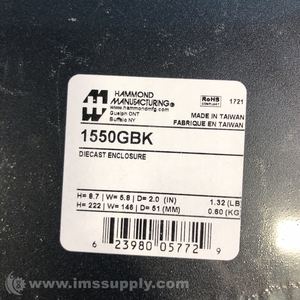 HAMMOND
MANUFACTURING®
www.hammondmfg.com
Guelph ONT
Buffalo NY
RoHS
COMPLIANT
1721
MADE IN TAIWAN
FABRIQUE EN TAIWAN
1550GBK
DIECAST ENCLOSURE
H= 8.7 | W= 5.8 | D= 2.0 (IN) 1.32 (LB)
H= 222 | W= 146 | D= 51 (MM) 0.60 (KG)
6 23980 05772 9
© www.imssupply.com